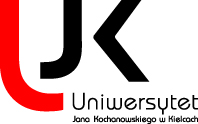 UJK
Uniwersytet
Jana Kochanowskiego w Kielcach